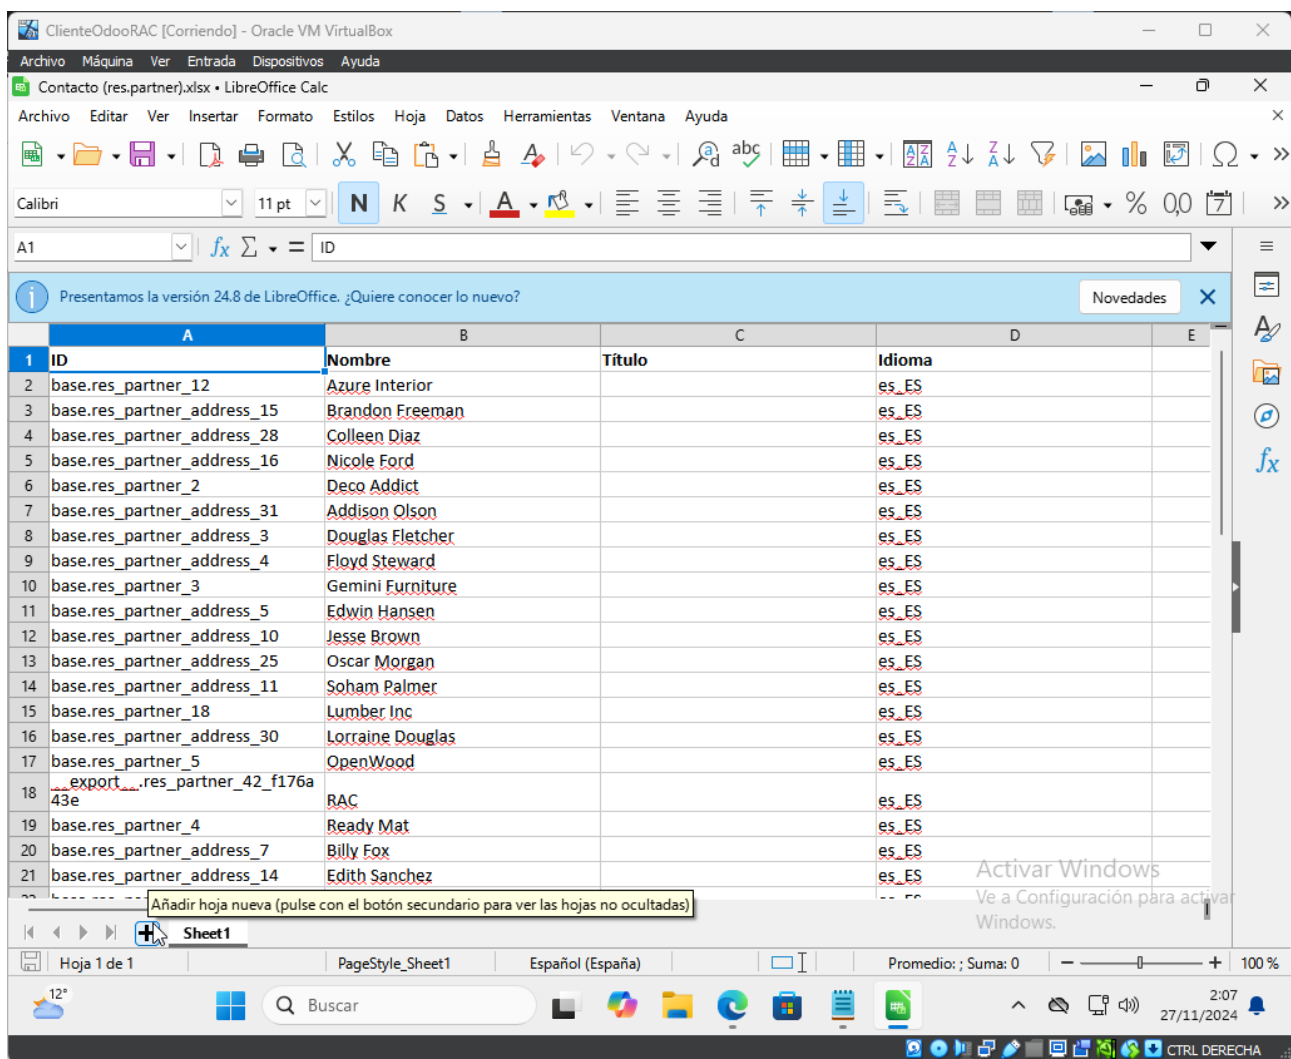 ClienteOdooRAC [Corriendo] - Oracle VM VirtualBox
Archivo Máquina Ver Entrada Dispositivos Ayuda
Contacto (res.partner).xlsx • LibreOffice Calc
Archivo Editar Ver Insertar Formato Estilos Hoja Datos Herramientas Ventana Ayuda
Calibri 11 pt N K S A % 0,0 7
A1 fx Σ = ID
Presentamos la versión 24.8 de LibreOffice. ¿Quiere conocer lo nuevo? Novedades
A B C D E
1 ID Nombre Título Idioma
2 base.res_partner_12 Azure Interior es_ES
3 base.res_partner_address_15 Brandon Freeman es_ES
4 base.res_partner_address_28 Colleen Diaz es_ES
5 base.res_partner_address_16 Nicole Ford es_ES
6 base.res_partner_2 Deco Addict es_ES
7 base.res_partner_address_31 Addison Olson es_ES
8 base.res_partner_address_3 Douglas Fletcher es_ES
9 base.res_partner_address_4 Floyd Steward es_ES
10 base.res_partner_3 Gemini Furniture es_ES
11 base.res_partner_address_5 Edwin Hansen es_ES
12 base.res_partner_address_10 Jesse Brown es_ES
13 base.res_partner_address_25 Oscar Morgan es_ES
14 base.res_partner_address_11 Soham Palmer es_ES
15 base.res_partner_18 Lumber Inc es_ES
16 base.res_partner_address_30 Lorraine Douglas es_ES
17 base.res_partner_5 OpenWood es_ES
18 __export__.res_partner_42_f176a
43e RAC es_ES
19 base.res_partner_4 Ready Mat es_ES
20 base.res_partner_address_7 Billy Fox es_ES
21 base.res_partner_address_14 Edith Sanchez es_ES
Activar Windows
Ve a Configuración para activar
Windows.
Añadir hoja nueva (pulse con el botón secundario para ver las hojas no ocultadas)
Sheet1
Hoja 1 de 1 PageStyle_Sheet1 Español (España) Promedio: ; Suma: 0 100 %
12° Buscar 2:07
27/11/2024
CTRL DERECHA